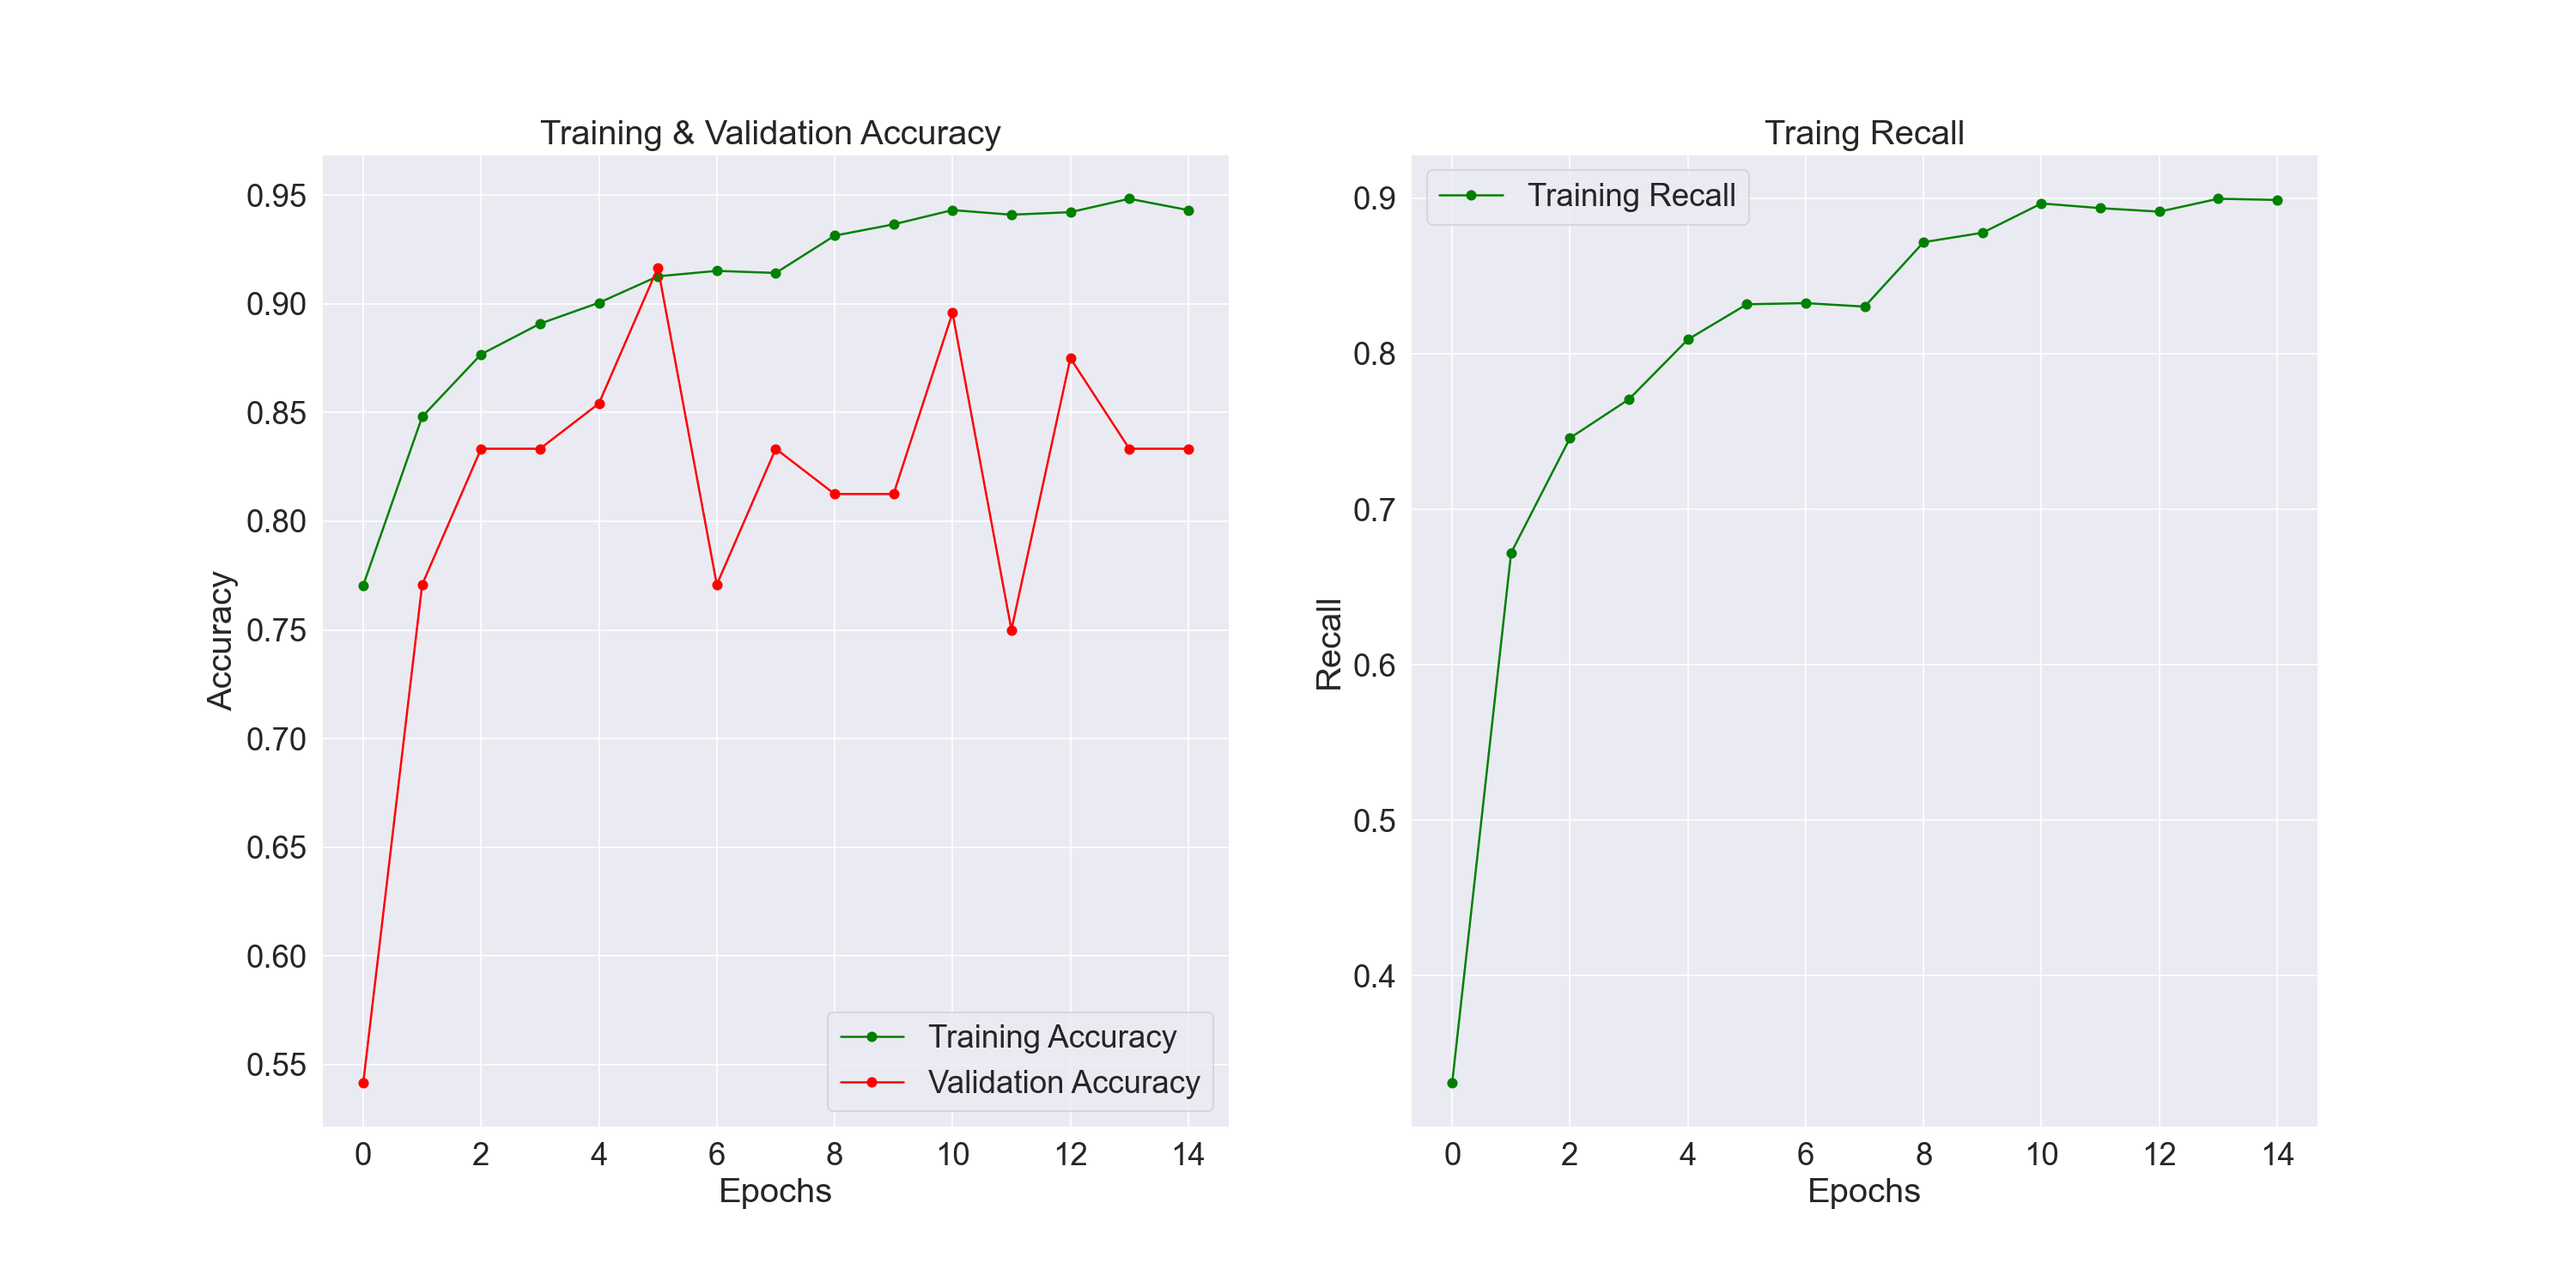 Training & Validation Accuracy
0.95
0.90
0.85
0.80
0.75
0.70
0.65
0.60
0.55
Accuracy
Training Accuracy
Validation Accuracy
0 2 4 6 8 10 12 14
Epochs
Traing Recall
Training Recall
0.9
0.8
0.7
0.6
0.5
0.4
Recall
0 2 4 6 8 10 12 14
Epochs